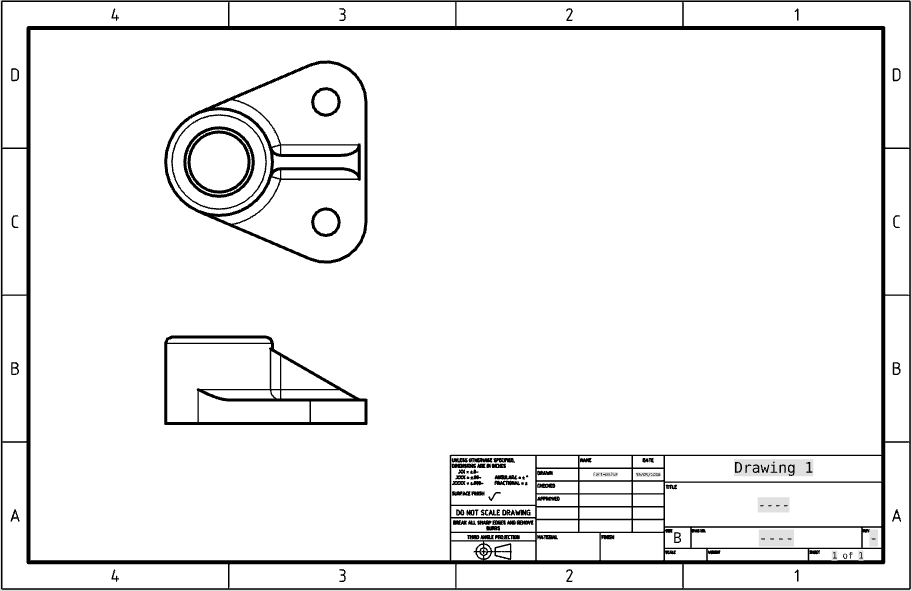 4 3 2 1
D D
C C
B B
A A
UNLESS OTHERWISE SPECIFIED,
DIMENSIONS ARE IN INCHES
SURFACE FINISH
DO NOT SCALE DRAWING
BREAK ALL SHARP EDGES AND REMOVE
BURRS
THIRD ANGLE PROJECTION
NAME DATE
DRAWN
CHECKED
APPROVED
MATERIAL FINISH
Drawing 1
TITLE
----
SIZE B DWG NO. ---- REV. -
SCALE WEIGHT SHEET 1 of 1
4 3 2 1